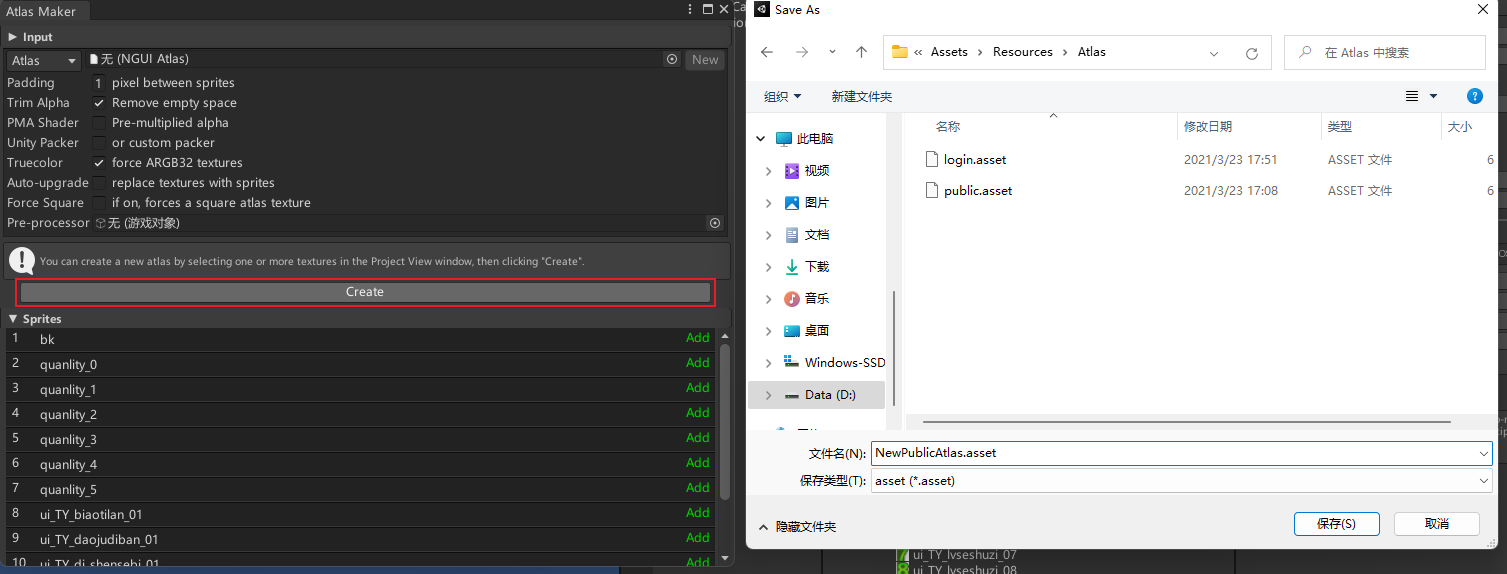 Atlas Maker
Input
Atlas 无 (NGUI Atlas) New
Padding 1 pixel between sprites
Trim Alpha Remove empty space
PMA Shader Pre-multiplied alpha
Unity Packer or custom packer
Truecolor force ARGB32 textures
Auto-upgrade replace textures with sprites
Force Square if on, forces a square atlas texture
Pre-processor 无 (游戏对象)
You can create a new atlas by selecting one or more textures in the Project View window, then clicking "Create".
Create
Sprites
1 bk Add
2 quanlity_0 Add
3 quanlity_1 Add
4 quanlity_2 Add
5 quanlity_3 Add
6 quanlity_4 Add
7 quanlity_5 Add
8 ui_TY_biaotilan_01 Add
9 ui_TY_daojudiban_01 Add
10 ui_TY_di_shensebi_01 Add
Save As
« Assets › Resources › Atlas
在 Atlas 中搜索
组织 新建文件夹
名称 修改日期 类型 大小
login.asset 2021/3/23 17:51 ASSET 文件 6
public.asset 2021/3/23 17:08 ASSET 文件 6
此电脑
视频
图片
文档
下载
音乐
桌面
Windows-SSD
Data (D:)
文件名(N): NewPublicAtlas.asset
保存类型(T): asset (*.asset)
隐藏文件夹 保存(S) 取消
ui_TY_lvseshuzi_07
ui_TY_lvseshuzi_08